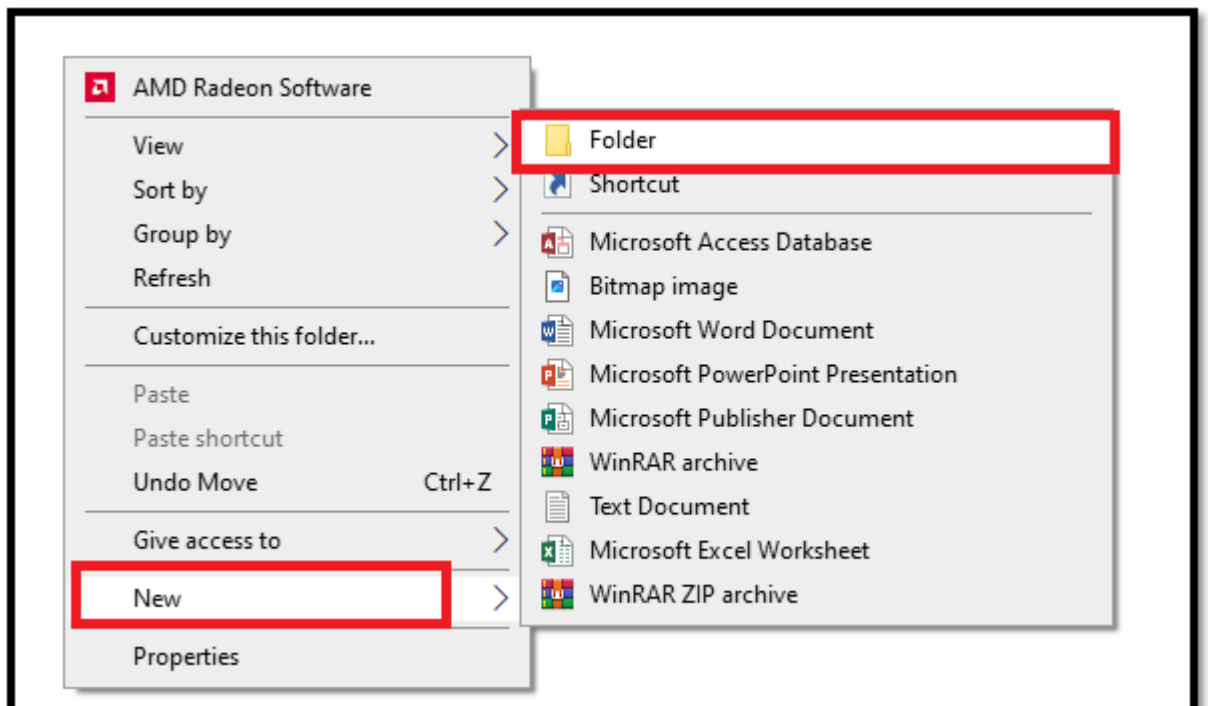 AMD Radeon Software
View
Sort by
Group by
Refresh
Customize this folder...
Paste
Paste shortcut
Undo Move Ctrl+Z
Give access to
New
Properties
Folder
Shortcut
Microsoft Access Database
Bitmap image
Microsoft Word Document
Microsoft PowerPoint Presentation
Microsoft Publisher Document
WinRAR archive
Text Document
Microsoft Excel Worksheet
WinRAR ZIP archive